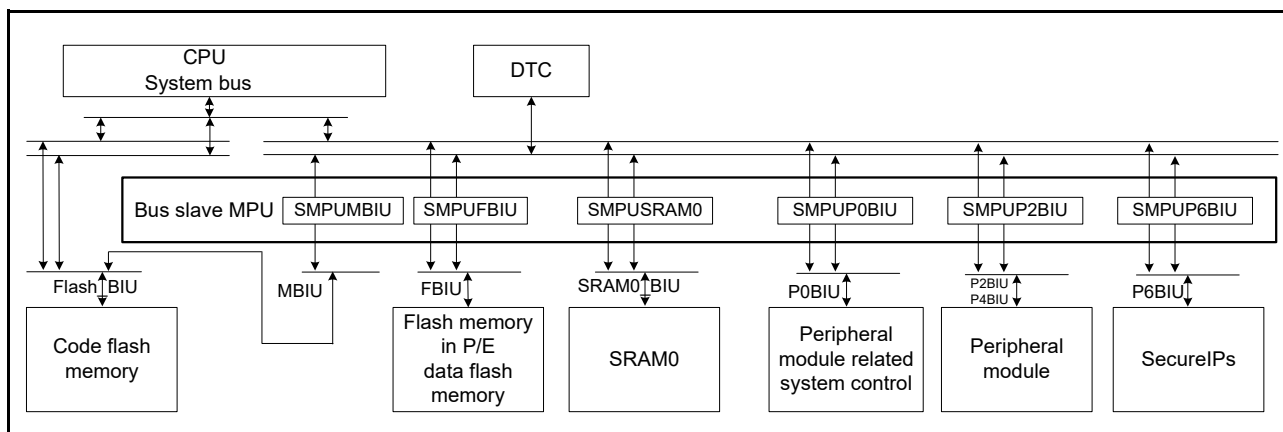 CPU
System bus
DTC
Bus slave MPU
SMPUMBIU
SMPUFBIU
SMPUSRAM0
SMPUP0BIU
SMPUP2BIU
SMPUP6BIU
Flash BIU
MBIU
FBIU
SRAM0 BIU
P0BIU
P2BIU
P4BIU
P6BIU
Code flash
memory
Flash memory
in P/E
data flash
memory
SRAM0
Peripheral
module related
system control
Peripheral
module
SecureIPs